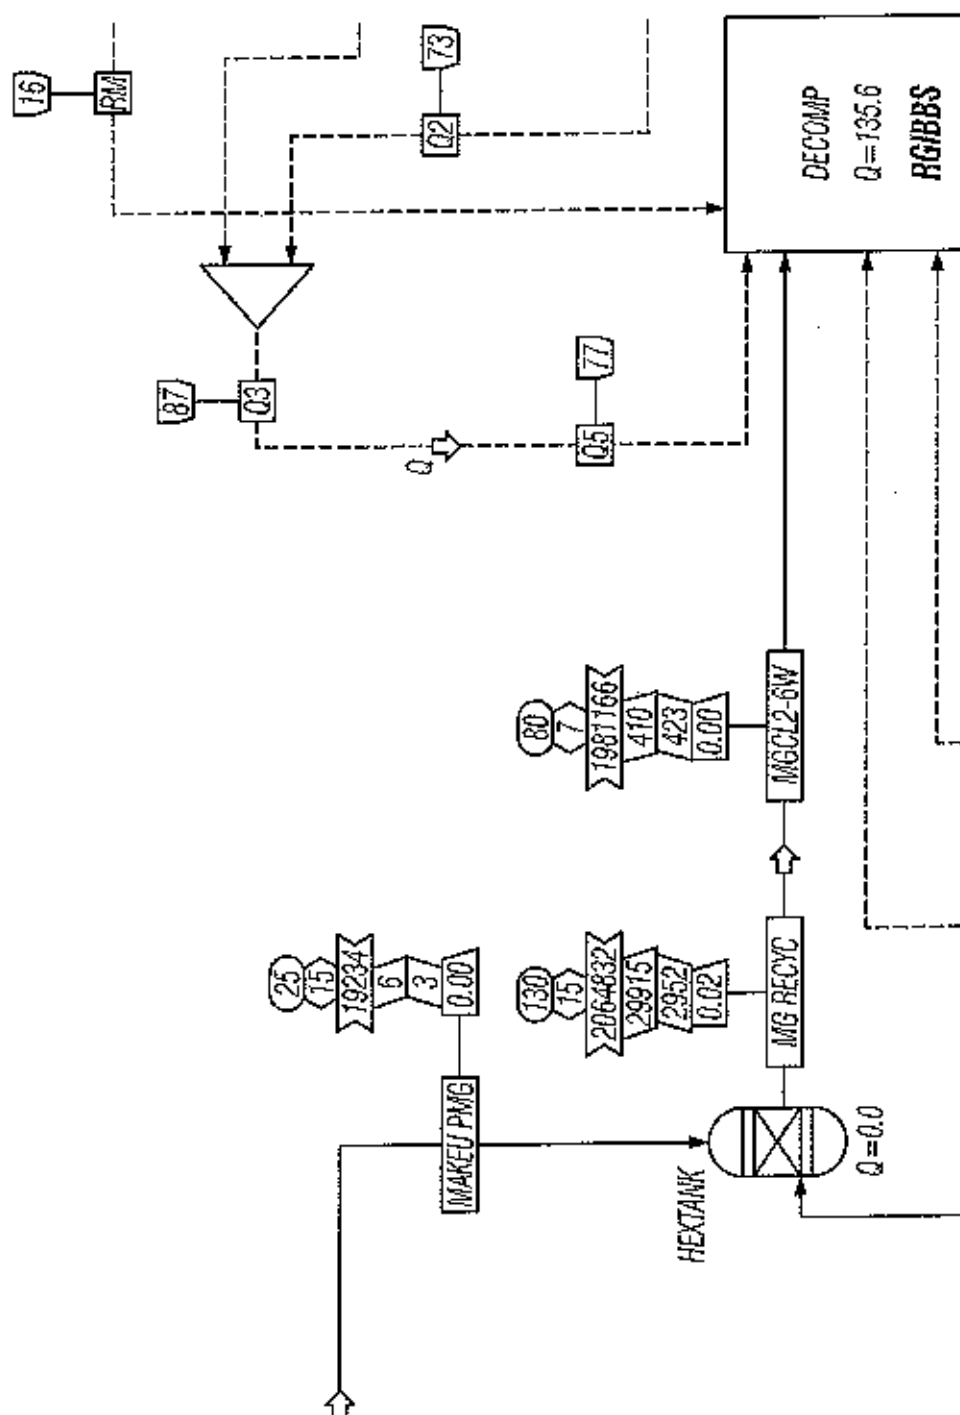 16
RM
73
Q2
DECOMP
Q=135.6
RGIBBS
87
Q3
Q
77
Q5
80
7
1981166
410
423
0.00
MGCL2-6W
25
15
19234
6
3
0.00
MAKEU PMG
130
15
2064832
29915
2952
0.02
MG RECYC
HEXTANK
Q=0.0